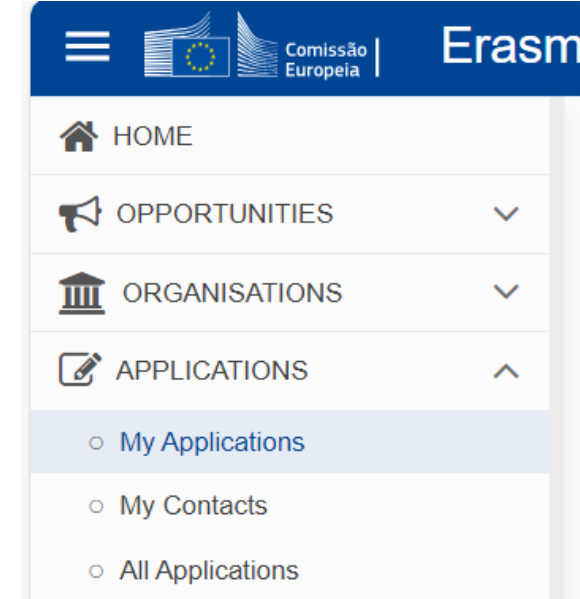 Comissão
Europeia
Erasm
HOME
OPPORTUNITIES
ORGANISATIONS
APPLICATIONS
My Applications
My Contacts
All Applications